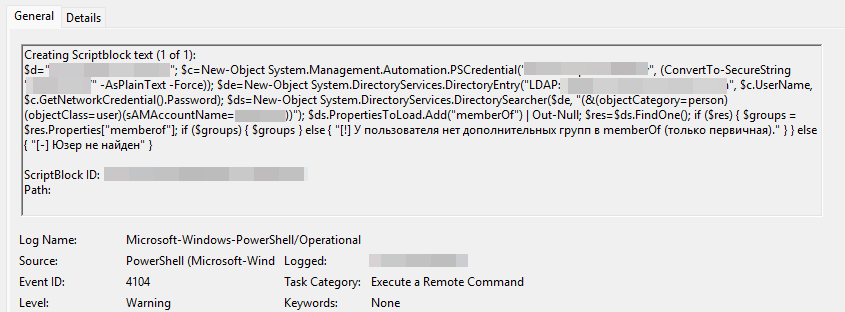 General
Details
Creating Scriptblock text (1 of 1):
$d=" "; $c=New-Object System.Management.Automation.PSCredential(' ', (ConvertTo-SecureString
' ' -AsPlainText -Force)); $de=New-Object System.DirectoryServices.DirectoryEntry("LDAP: ", $c.UserName,
$c.GetNetworkCredential().Password); $ds=New-Object System.DirectoryServices.DirectorySearcher($de, "(&(objectCategory=person)
(objectClass=user)(sAMAccountName= ))"); $ds.PropertiesToLoad.Add("memberOf") | Out-Null; $res=$ds.FindOne(); if ($res) { $groups =
$res.Properties["memberof"]; if ($groups) { $groups } else { "[!] У пользователя нет дополнительных групп в memberOf (только первичная)." } } else
{ "[-] Юзер не найден" }
ScriptBlock ID:
Path:
Log Name: Microsoft-Windows-PowerShell/Operational
Source: PowerShell (Microsoft-Wind Logged:
Event ID: 4104 Task Category: Execute a Remote Command
Level: Warning Keywords: None